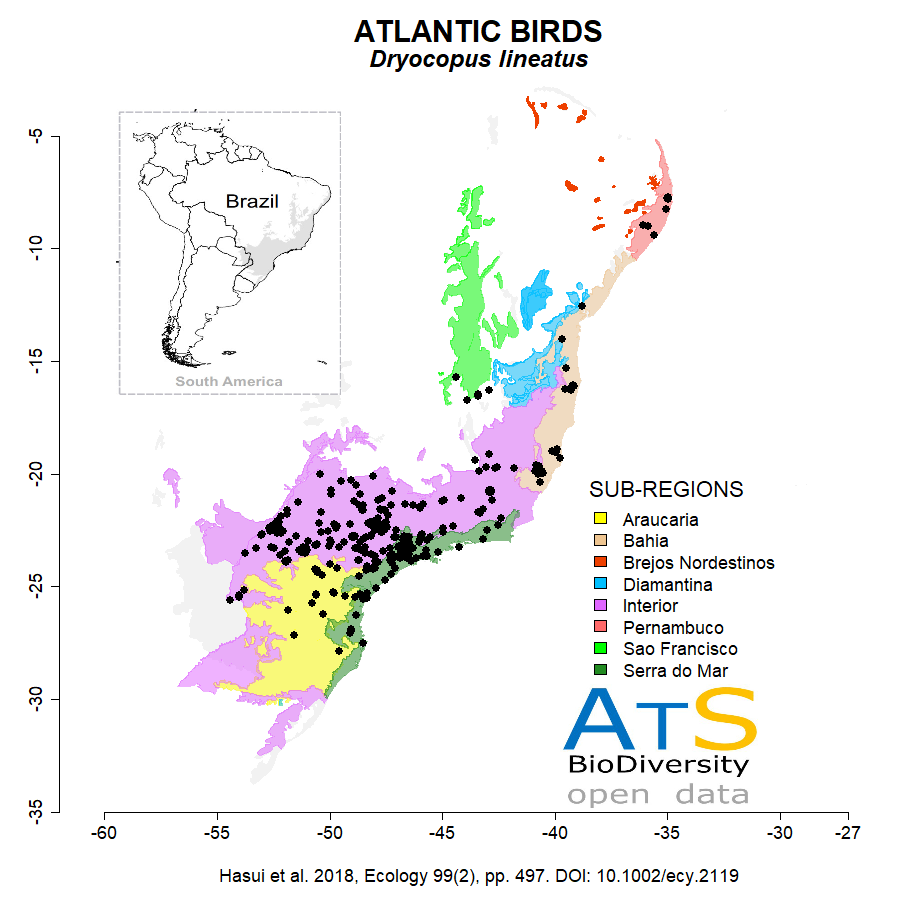 ATLANTIC BIRDS
Dryocopus lineatus
Brazil
South America
-5
-10
-15
-20
-25
-30
-35
SUB-REGIONS
Araucaria
Bahia
Brejos Nordestinos
Diamantina
Interior
Pernambuco
Sao Francisco
Serra do Mar
ATS
BioDiversity
open data
-60
-55
-50
-45
-40
-35
-30
-27
Hasui et al. 2018, Ecology 99(2), pp. 497. DOI: 10.1002/ecy.2119